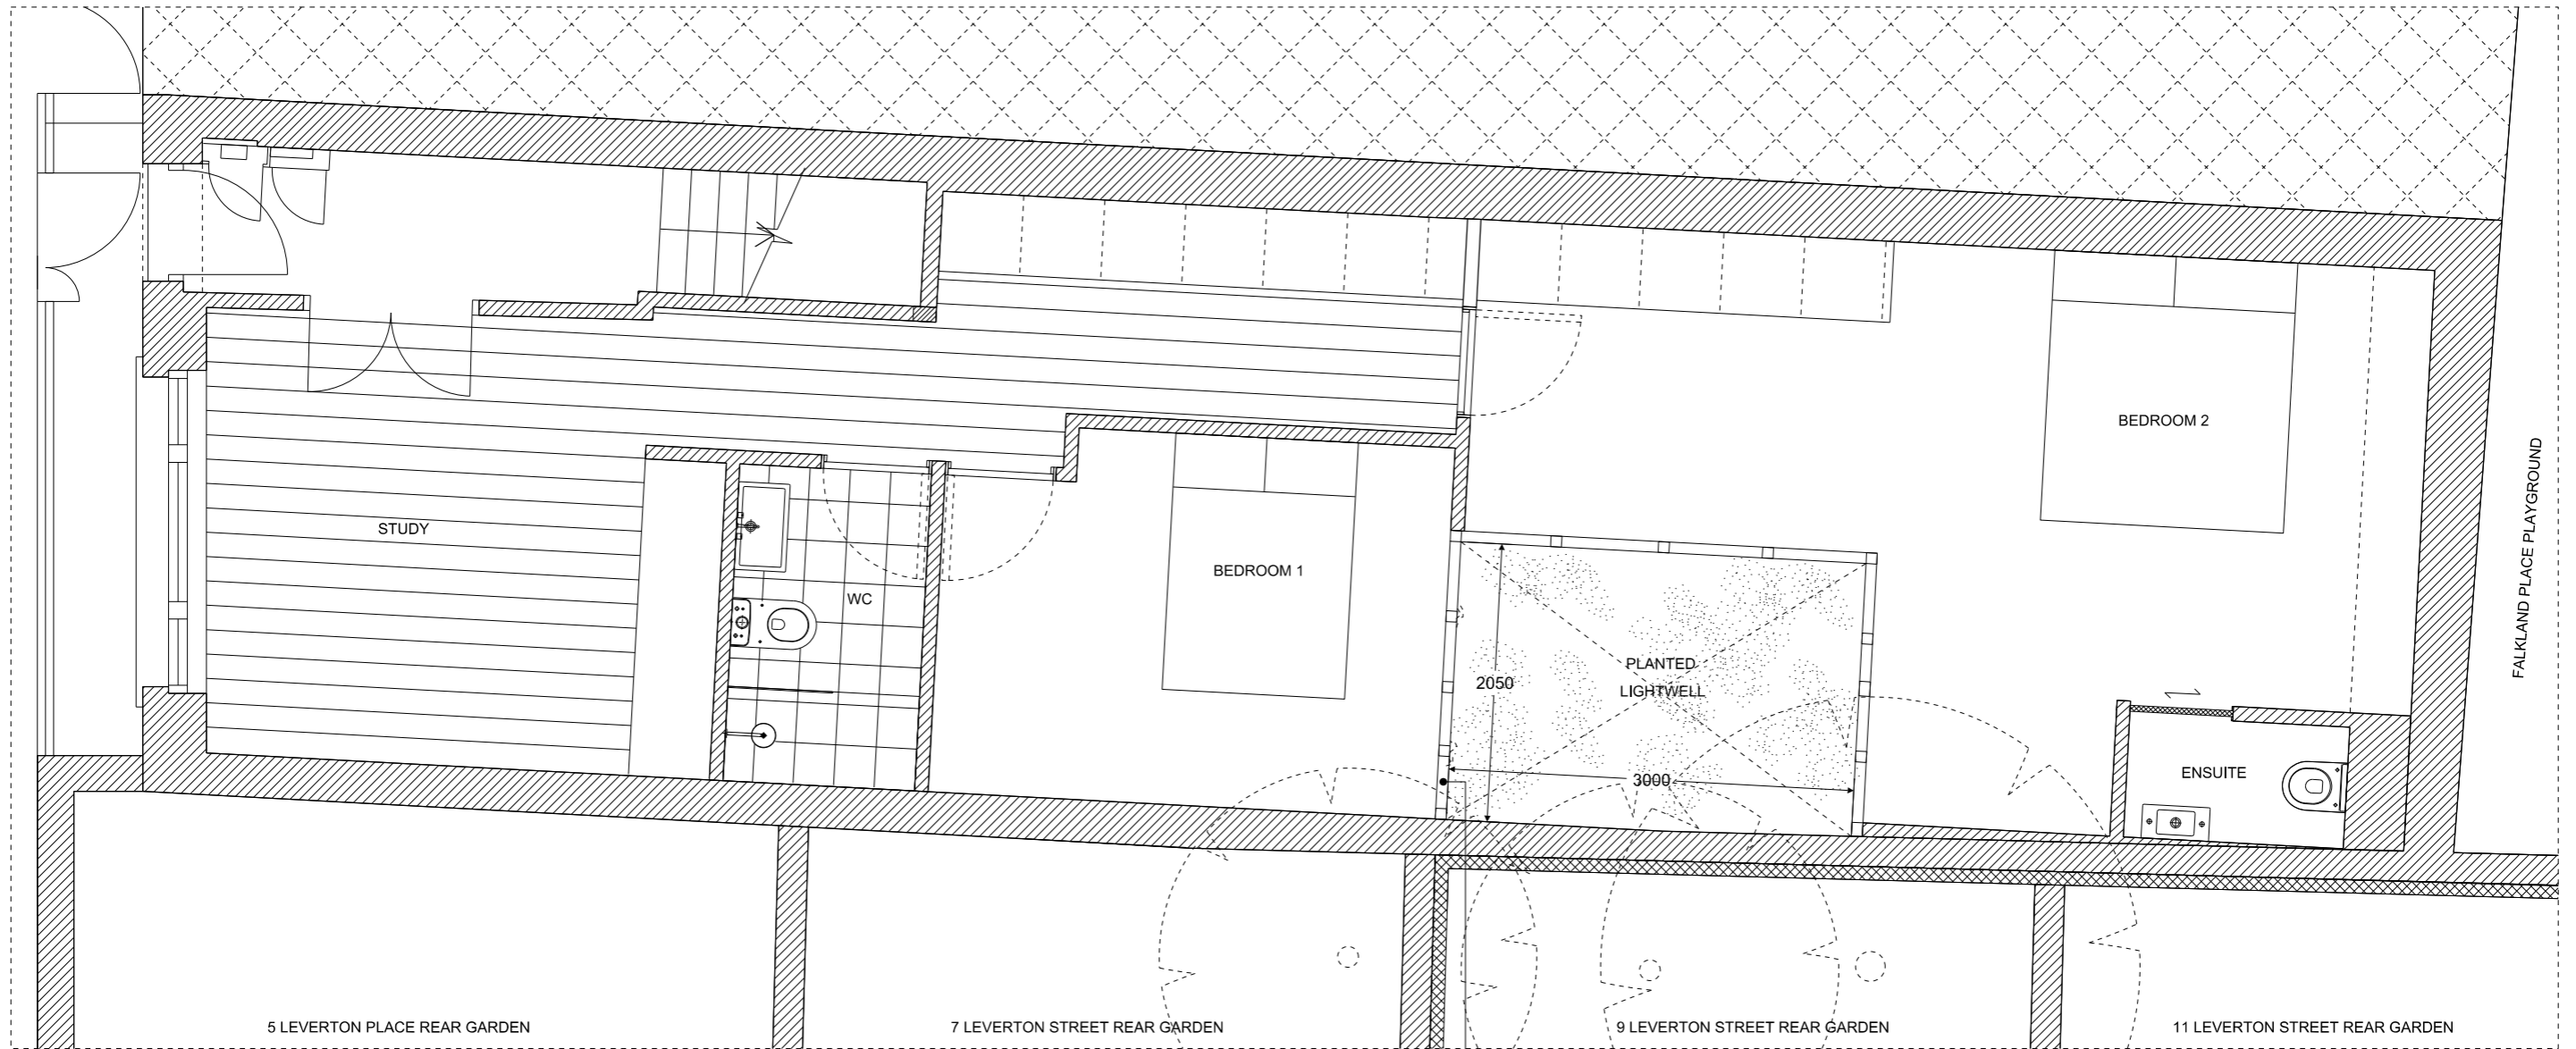 BEDROOM 2
FALKLAND PLACE PLAYGROUND
STUDY
BEDROOM 1
WC
PLANTED
LIGHTWELL
2050
3000
ENSUITE
5 LEVERTON PLACE REAR GARDEN
7 LEVERTON STREET REAR GARDEN
9 LEVERTON STREET REAR GARDEN
11 LEVERTON STREET REAR GARDEN